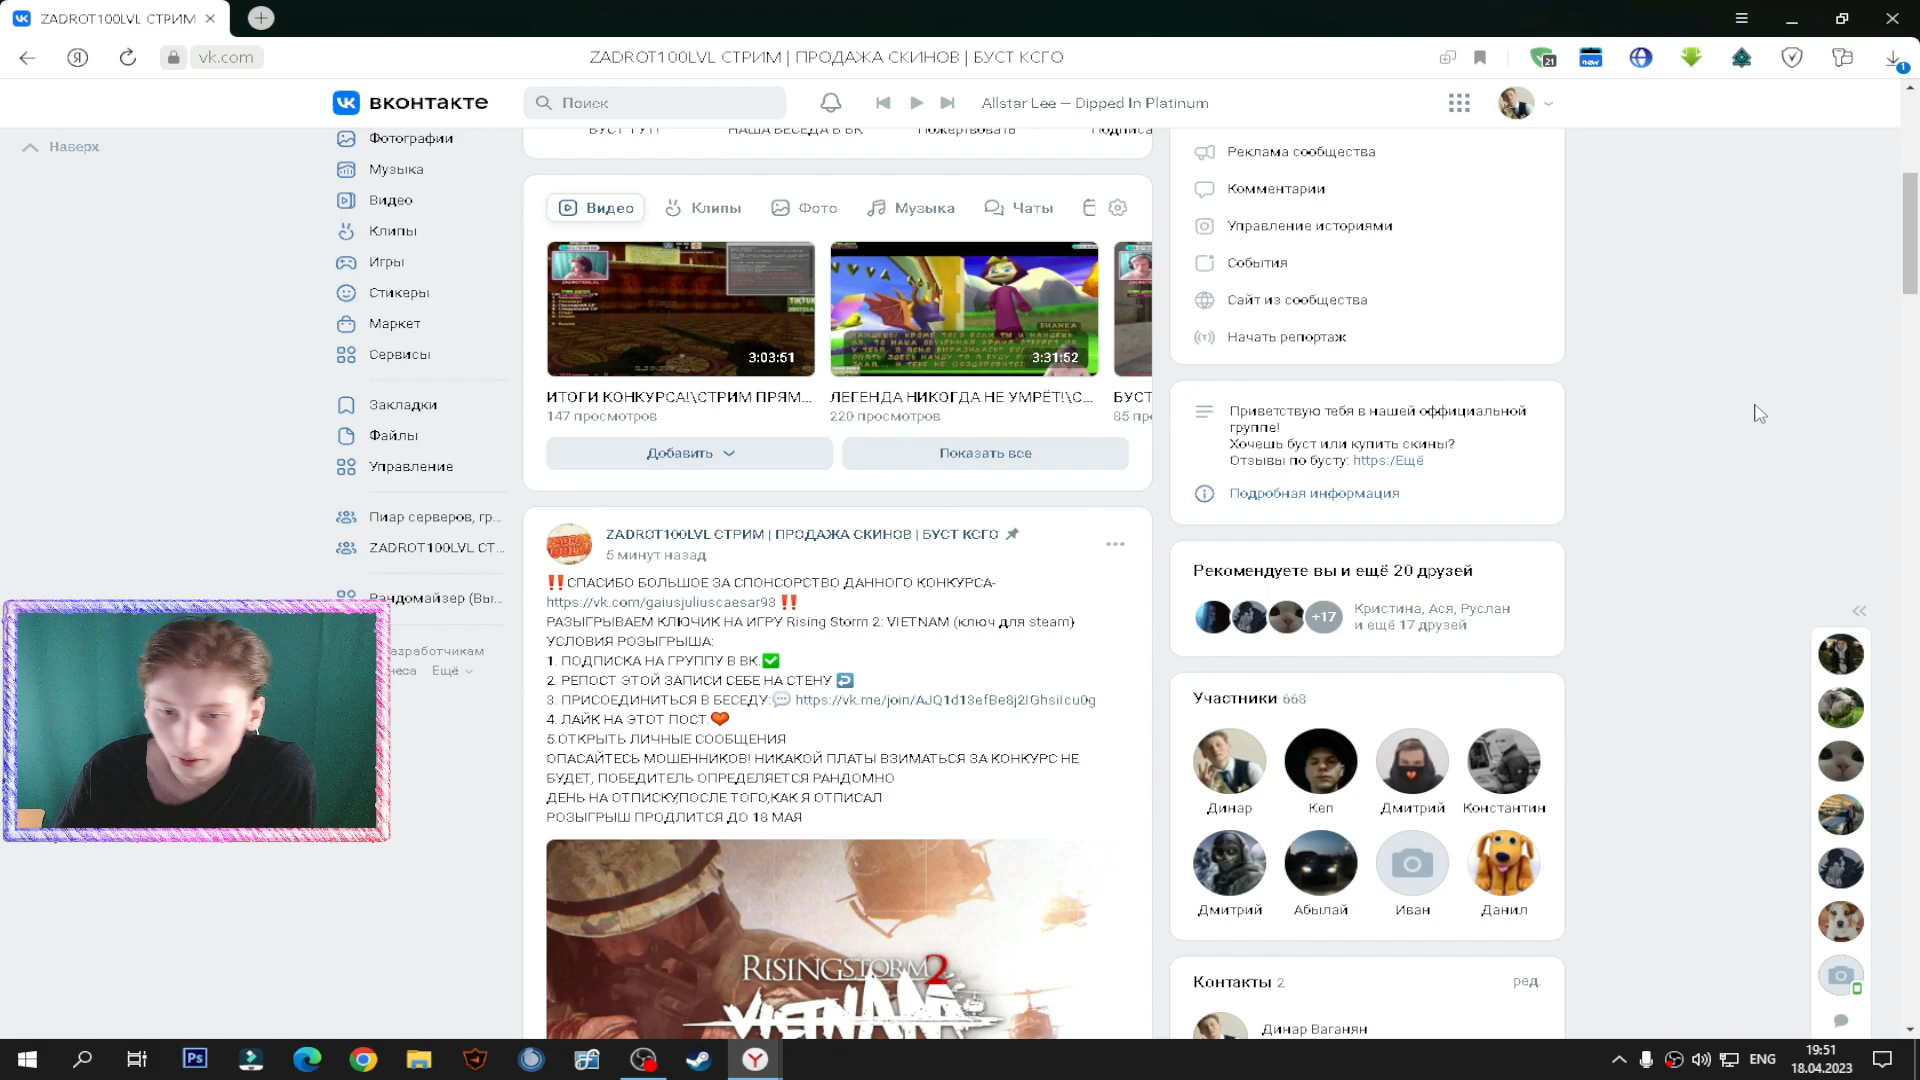 ZADROT100LVL СТРИМ
vk.com
ZADROT100LVL СТРИМ | ПРОДАЖА СКИНОВ | БУСТ КСГО
21
new
1
вконтакте
Поиск
Allstar Lee – Dipped In Platinum
Наверх
Фотографии
Музыка
Видео
Клипы
Игры
Стикеры
Маркет
Сервисы
Закладки
Файлы
Управление
Пиар серверов, гр...
ZADROT100LVL СТ...
Рандомайзер (Вы...
азработчикам
Ещё
БУСТ ТУТ!
НАША БЕСЕДА В ВК
Пожертвовать
Подписа
Видео
Клипы
Фото
Музыка
Чаты
3:03:51
3:31:52
ИТОГИ КОНКУРСА!\СТРИМ ПРЯМ...
147 просмотров
ЛЕГЕНДА НИКОГДА НЕ УМРЁТ!\С...
220 просмотров
БУСТ
85 пр
Добавить
Показать все
ZADROT100LVL СТРИМ | ПРОДАЖА СКИНОВ | БУСТ КСГО
5 минут назад
‼СПАСИБО БОЛЬШОЕ ЗА СПОНСОРСТВО ДАННОГО КОНКУРСА-
https://vk.com/gaiusjuliuscaesar93 ‼
РАЗЫГРЫВАЕМ КЛЮЧИК НА ИГРУ Rising Storm 2: VIETNAM (ключ для steam)
УСЛОВИЯ РОЗЫГРЫША:
1. ПОДПИСКА НА ГРУППУ В ВК.✅
2. РЕПОСТ ЭТОЙ ЗАПИСИ СЕБЕ НА СТЕНУ ↩
3. ПРИСОЕДИНИТЬСЯ В БЕСЕДУ:💬 https://vk.me/join/AJQ1d13efBe8j2IGhsiIcu0g
4. ЛАЙК НА ЭТОТ ПОСТ.❤
5.ОТКРЫТЬ ЛИЧНЫЕ СООБЩЕНИЯ
ОПАСАЙТЕСЬ МОШЕННИКОВ! НИКАКОЙ ПЛАТЫ ВЗИМАТЬСЯ ЗА КОНКУРС НЕ
БУДЕТ, ПОБЕДИТЕЛЬ ОПРЕДЕЛЯЕТСЯ РАНДОМНО
ДЕНЬ НА ОТПИСКУ,ПОСЛЕ ТОГО,КАК Я ОТПИСАЛ
РОЗЫГРЫШ ПРОДЛИТСЯ ДО 18 МАЯ
RISING STORM 2
VIETNAM
Реклама сообщества
Комментарии
Управление историями
События
Сайт из сообщества
Начать репортаж
Приветствую тебя в нашей оффициальной
группе!
Хочешь буст или купить скины?
Отзывы по бусту: https:/Ещё
Подробная информация
Рекомендуете вы и ещё 20 друзей
+17
Кристина, Ася, Руслан
и ещё 17 друзей
Участники 668
Динар
Кеп
Дмитрий
Константин
Дмитрий
Абылай
Иван
Данил
Контакты 2
ред.
Динар Ваганян
Ps
ENG
19:51
18.04.2023